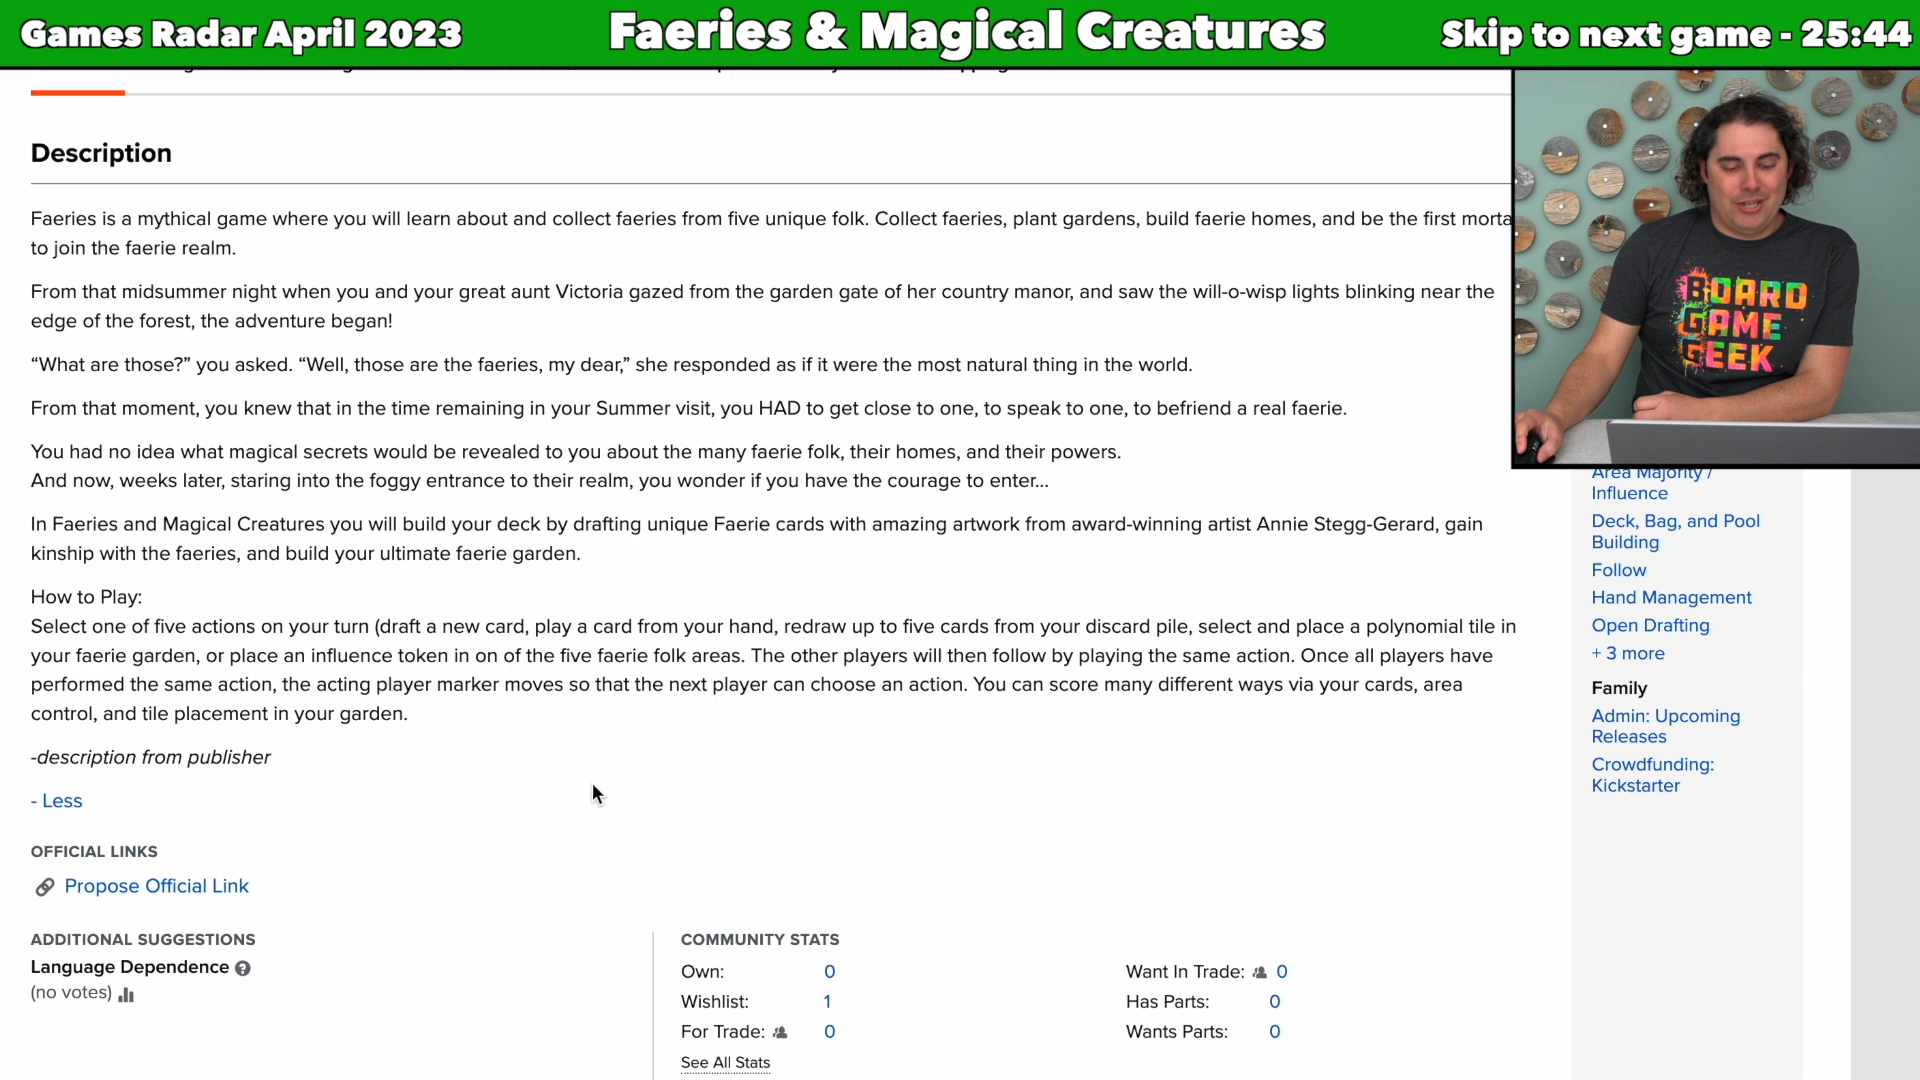 Games Radar April 2023
Faeries & Magical Creatures
Skip to next game - 25:44
Description
Faeries is a mythical game where you will learn about and collect faeries from five unique folk. Collect faeries, plant gardens, build faerie homes, and be the first morta
to join the faerie realm.
From that midsummer night when you and your great aunt Victoria gazed from the garden gate of her country manor, and saw the will-o-wisp lights blinking near the
edge of the forest, the adventure began!
“What are those?” you asked. “Well, those are the faeries, my dear,” she responded as if it were the most natural thing in the world.
From that moment, you knew that in the time remaining in your Summer visit, you HAD to get close to one, to speak to one, to befriend a real faerie.
You had no idea what magical secrets would be revealed to you about the many faerie folk, their homes, and their powers.
And now, weeks later, staring into the foggy entrance to their realm, you wonder if you have the courage to enter...
In Faeries and Magical Creatures you will build your deck by drafting unique Faerie cards with amazing artwork from award-winning artist Annie Stegg-Gerard, gain
kinship with the faeries, and build your ultimate faerie garden.
How to Play:
Select one of five actions on your turn (draft a new card, play a card from your hand, redraw up to five cards from your discard pile, select and place a polynomial tile in
your faerie garden, or place an influence token in on of the five faerie folk areas. The other players will then follow by playing the same action. Once all players have
performed the same action, the acting player marker moves so that the next player can choose an action. You can score many different ways via your cards, area
control, and tile placement in your garden.
-description from publisher
- Less
OFFICIAL LINKS
Propose Official Link
ADDITIONAL SUGGESTIONS
Language Dependence
(no votes)
COMMUNITY STATS
Own: 0
Wishlist: 1
For Trade: 0
See All Stats
Want In Trade: 0
Has Parts: 0
Wants Parts: 0
BOARD
GAME
GEEK
Area Majority /
Influence
Deck, Bag, and Pool
Building
Follow
Hand Management
Open Drafting
+ 3 more
Family
Admin: Upcoming
Releases
Crowdfunding:
Kickstarter